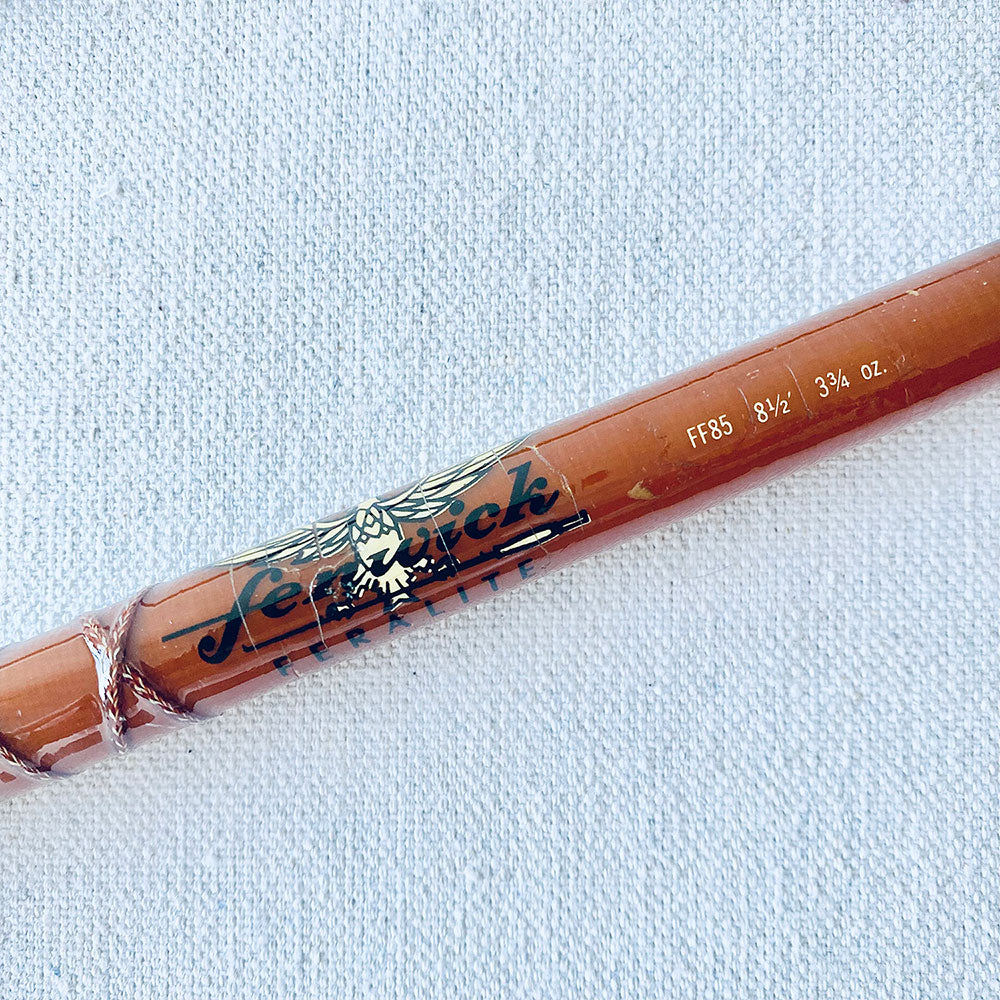 fenwick
FERALITE
FF85 8½' 3¾ oz.